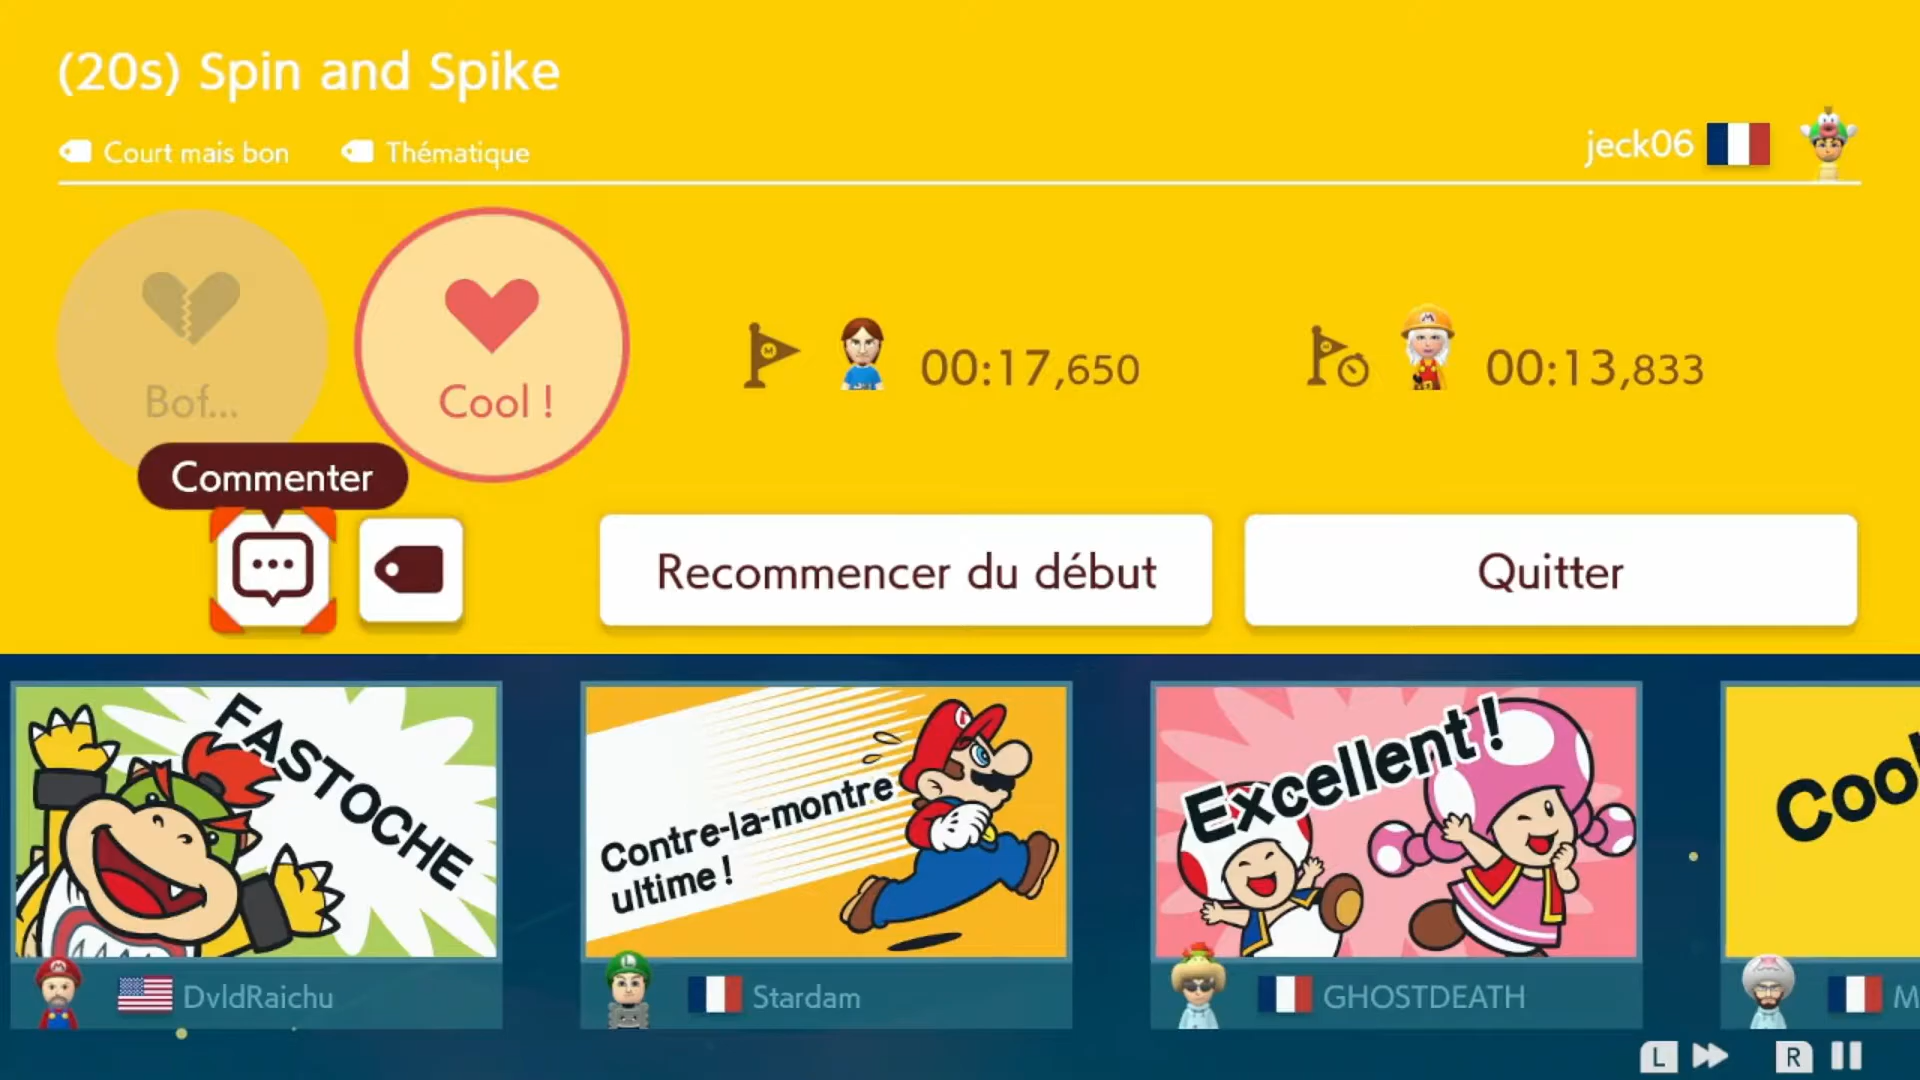 (20s) Spin and Spike
Court mais bon
Thématique
jeck06
Bof...
Cool !
M
00:17,650
M
00:13,833
Commenter
Recommencer du début
Quitter
FASTOCHE
Contre-la-montre
ultime !
Excellent !
Cool
DvldRaichu
Stardam
GHOSTDEATH
M
L
R